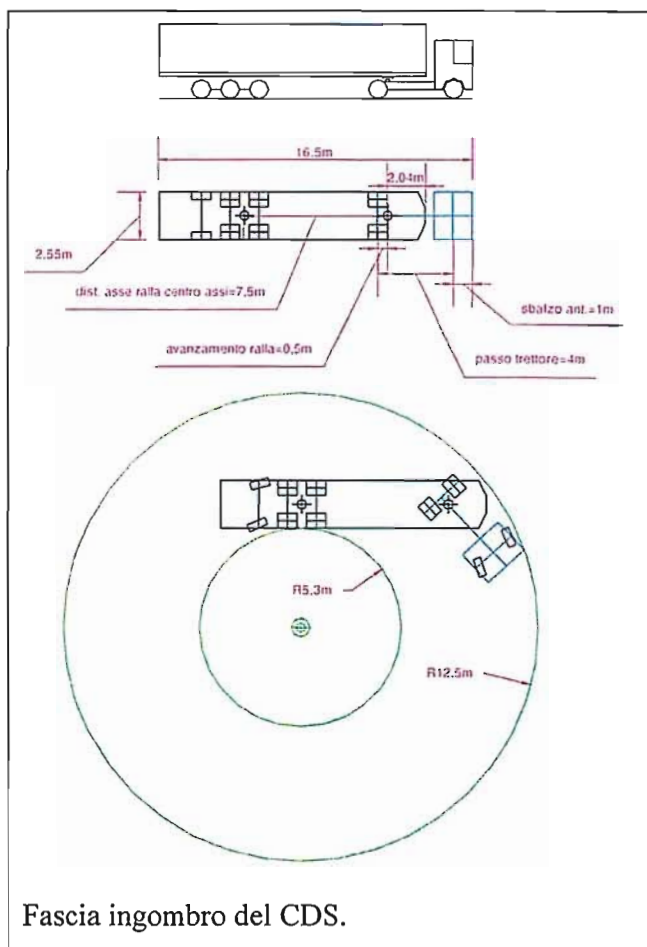 16.5m
2.04m
2.55m
dist. asse ralla centro assi=7,5m
sbalzo ant.=1m
avanzamento ralla=0,5m
passo trettore=4m
R5.3m
R12.5m
Fascia ingombro del CDS.